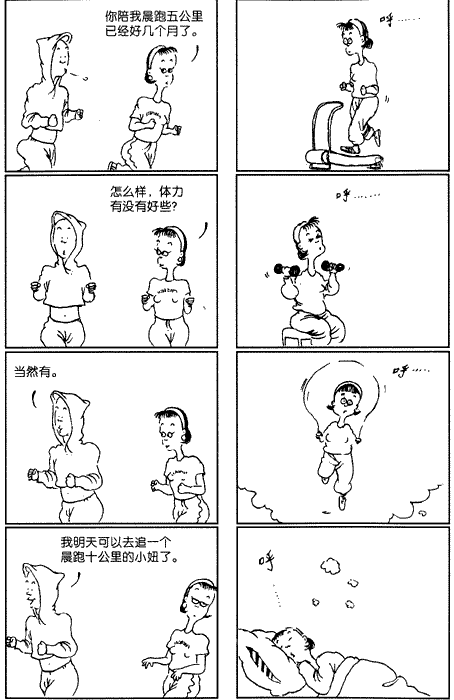 你陪我晨跑五公里
已经好几个月了。
怎么样，体力
有没有好些?
当然有。
我明天可以去追一个
晨跑十公里的小妞了。
呼……
呼……
呼……
呼……